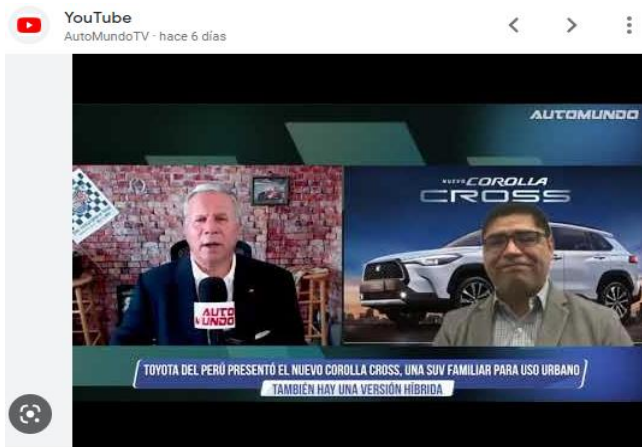 YouTube
AutoMundoTV · hace 6 días
AUTOMUNDO
NUEVO COROLLA
CROSS
AUTO
MUNDO
TOYOTA DEL PERÚ PRESENTÓ EL NUEVO COROLLA CROSS, UNA SUV FAMILIAR PARA USO URBANO
TAMBIÉN HAY UNA VERSIÓN HÍBRIDA